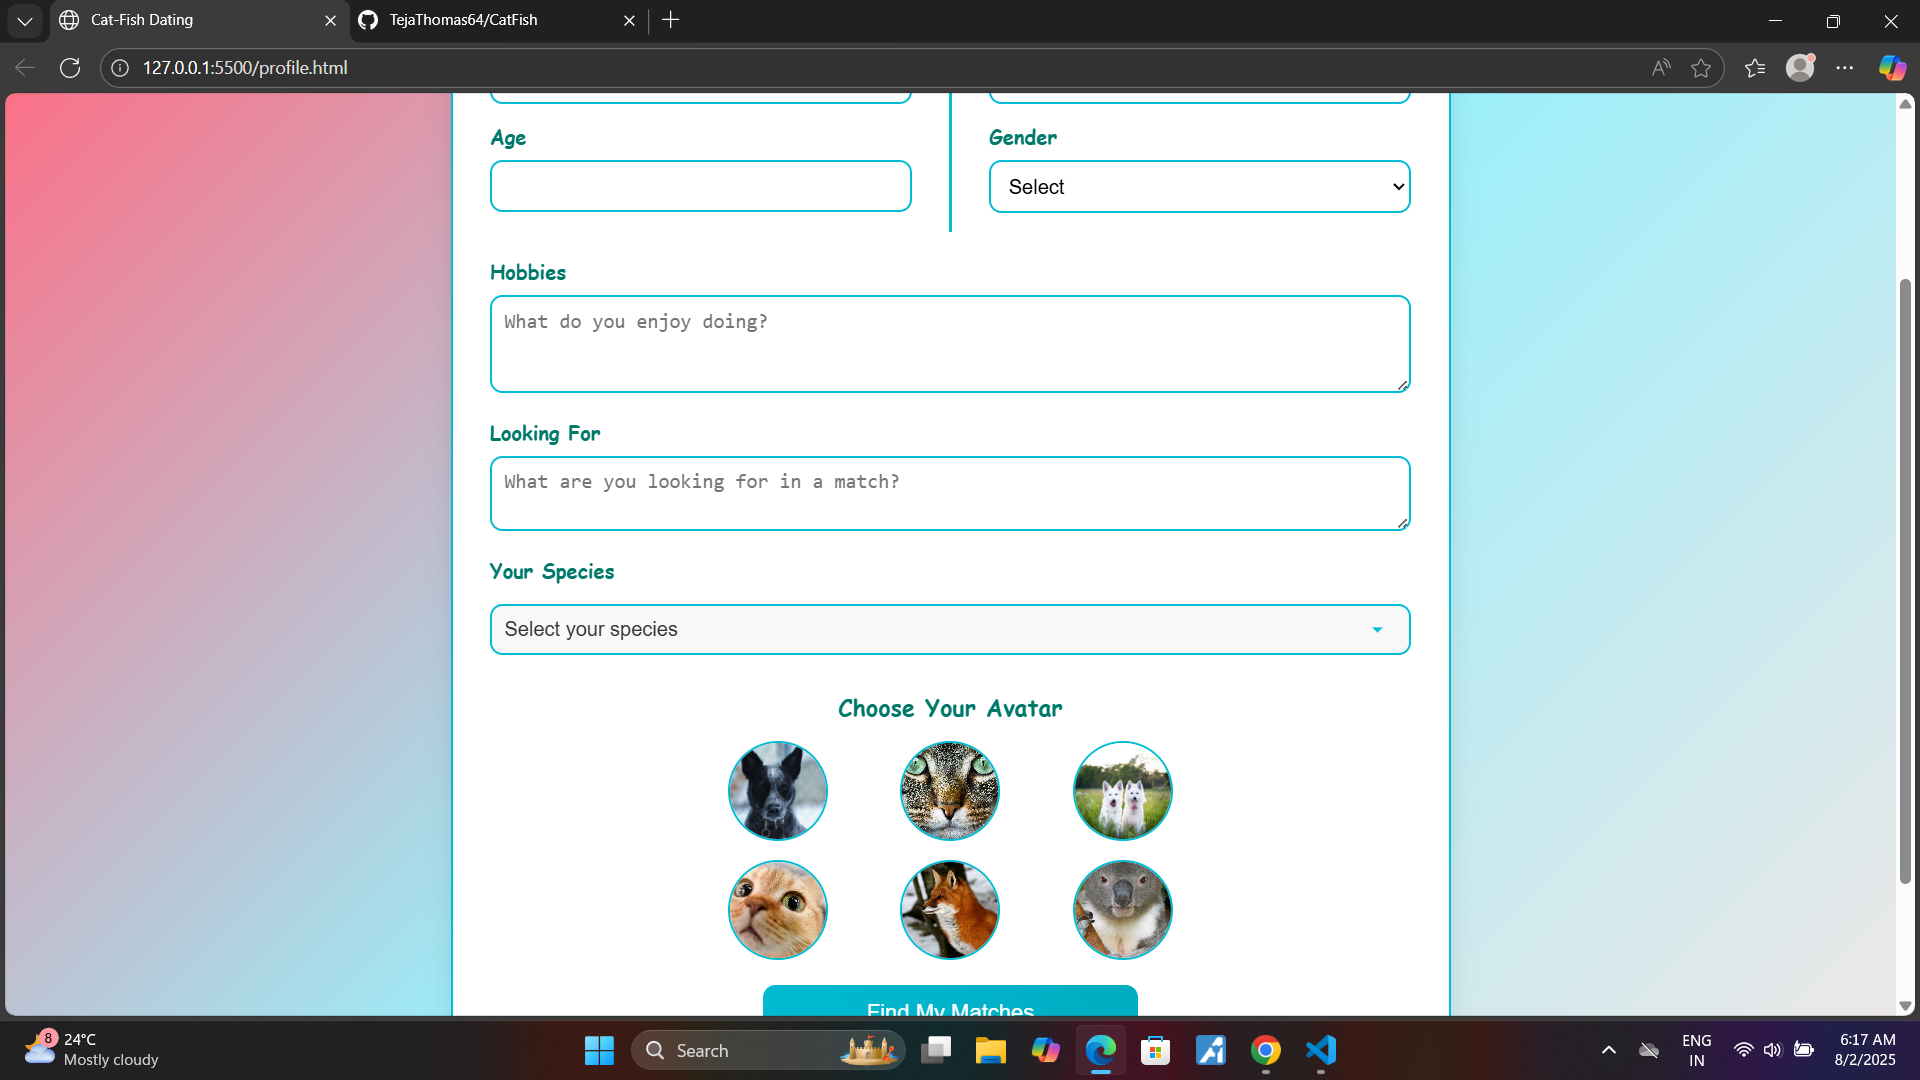 Cat-Fish Dating
TejaThomas64/CatFish
127.0.0.1:5500/profile.html
Age
Gender
Select
Hobbies
What do you enjoy doing?
Looking For
What are you looking for in a match?
Your Species
Select your species
Choose Your Avatar
Find My Matches
8
24°C
Mostly cloudy
Search
ENG
IN
6:17 AM
8/2/2025